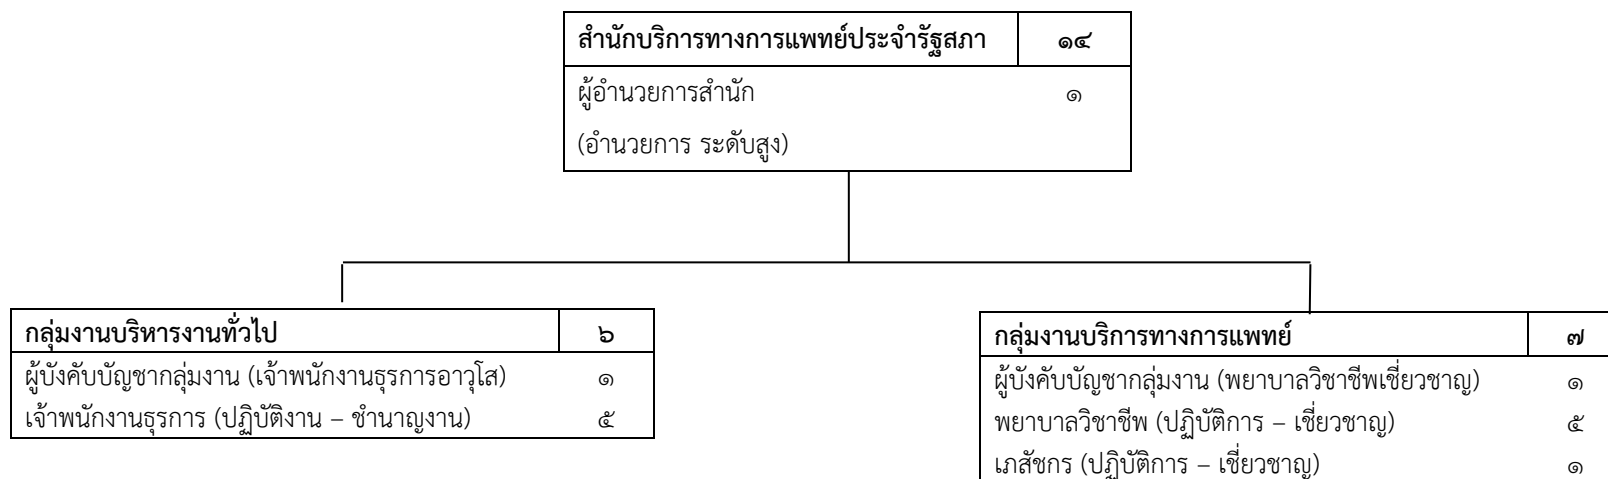 สำนักบริการทางการแพทย์ประจำรัฐสภา ๑๔
ผู้อำนวยการสำนัก ๑
(อำนวยการ ระดับสูง)
กลุ่มงานบริหารงานทั่วไป ๖
ผู้บังคับบัญชากลุ่มงาน (เจ้าพนักงานธุรการอาวุโส) ๑
เจ้าพนักงานธุรการ (ปฏิบัติงาน – ชำนาญงาน) ๕
กลุ่มงานบริการทางการแพทย์ ๗
ผู้บังคับบัญชากลุ่มงาน (พยาบาลวิชาชีพเชี่ยวชาญ) ๑
พยาบาลวิชาชีพ (ปฏิบัติการ – เชี่ยวชาญ) ๕
เภสัชกร (ปฏิบัติการ – เชี่ยวชาญ) ๑